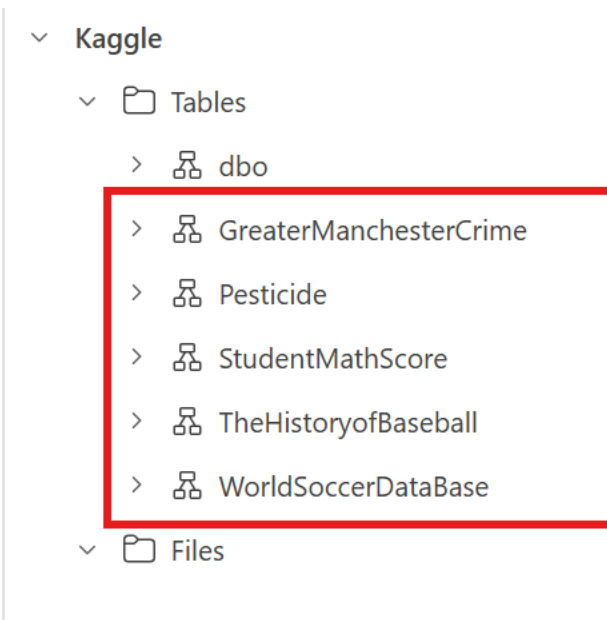 Kaggle
Tables
dbo
GreaterManchesterCrime
Pesticide
StudentMathScore
TheHistoryofBaseball
WorldSoccerDataBase
Files